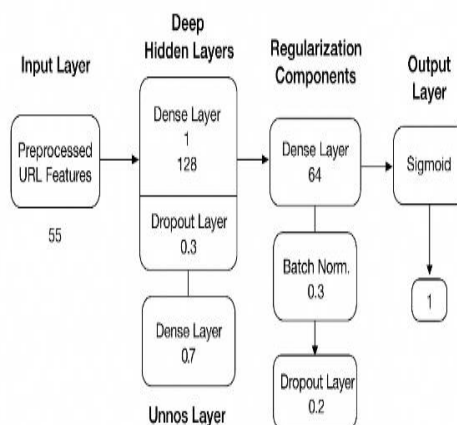 Input Layer
Preprocessed
URL Features
55
Deep
Hidden Layers
Dense Layer
1
128
Dropout Layer
0.3
Dense Layer
0.7
Unnos Layer
Regularization
Components
Dense Layer
64
Batch Norm.
0.3
Dropout Layer
0.2
Output
Layer
Sigmoid
1